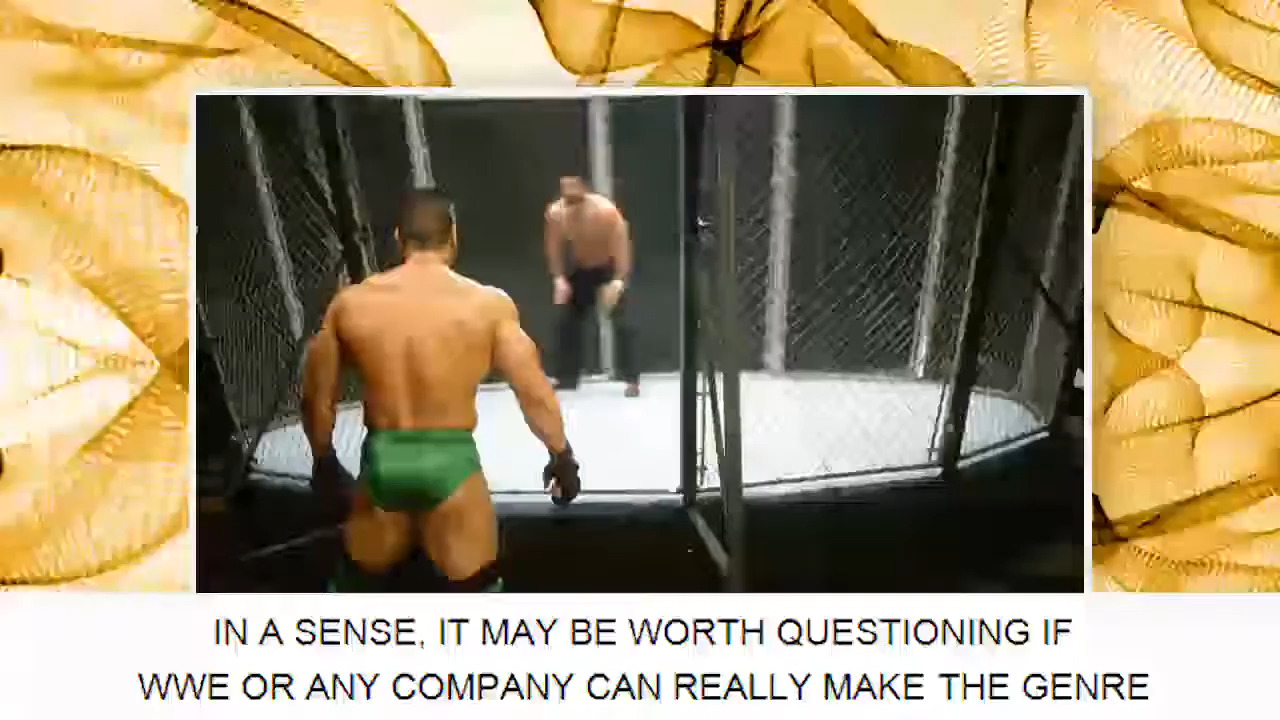 IN A SENSE, IT MAY BE WORTH QUESTIONING IF
WWE OR ANY COMPANY CAN REALLY MAKE THE GENRE